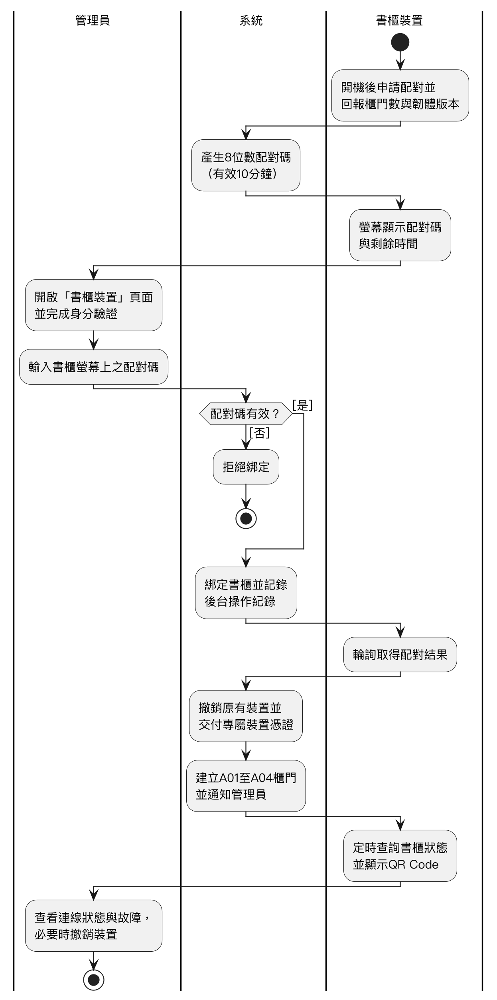 管理員
系統
書櫃裝置
開機後申請配對並
回報櫃門數與韌體版本
產生8位數配對碼
（有效10分鐘）
螢幕顯示配對碼
與剩餘時間
開啟「書櫃裝置」頁面
並完成身分驗證
輸入書櫃螢幕上之配對碼
配對碼有效？
[是]
[否]
拒絕綁定
綁定書櫃並記錄
後台操作紀錄
輪詢取得配對結果
撤銷原有裝置並
交付專屬裝置憑證
建立A01至A04櫃門
並通知管理員
定時查詢書櫃狀態
並顯示QR Code
查看連線狀態與故障，
必要時撤銷裝置